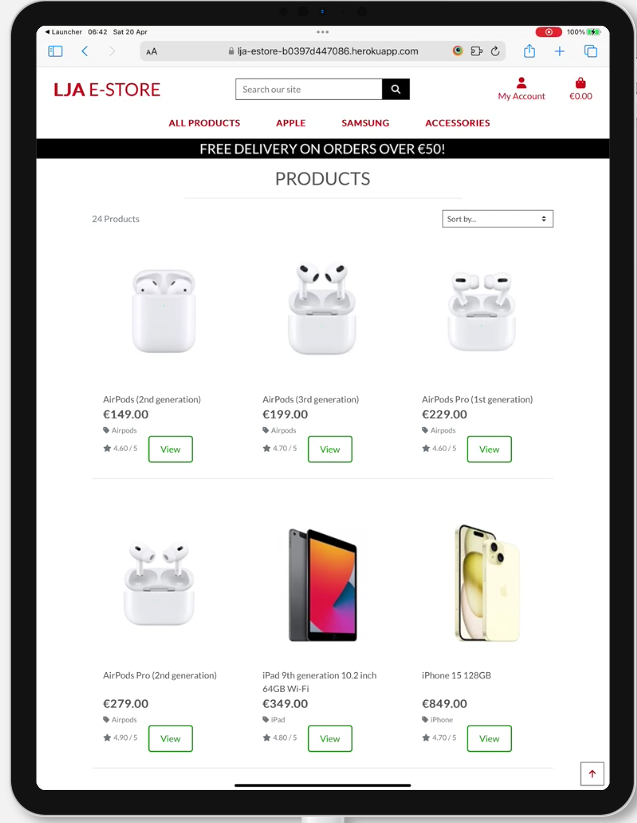 ◄ Launcher 06:42 Sat 20 Apr
100%
AA
lja-estore-b0397d447086.herokuapp.com
LJA E-STORE
Search our site
My Account
€0.00
ALL PRODUCTS APPLE SAMSUNG ACCESSORIES
FREE DELIVERY ON ORDERS OVER €50!
PRODUCTS
24 Products
Sort by...
AirPods (2nd generation)
€149.00
Airpods
4.60 / 5
View
AirPods (3rd generation)
€199.00
Airpods
4.70 / 5
View
AirPods Pro (1st generation)
€229.00
Airpods
4.60 / 5
View
AirPods Pro (2nd generation)
€279.00
Airpods
4.90 / 5
View
iPad 9th generation 10.2 inch
64GB Wi-Fi
€349.00
iPad
4.80 / 5
View
iPhone 15 128GB
€849.00
iPhone
4.70 / 5
View